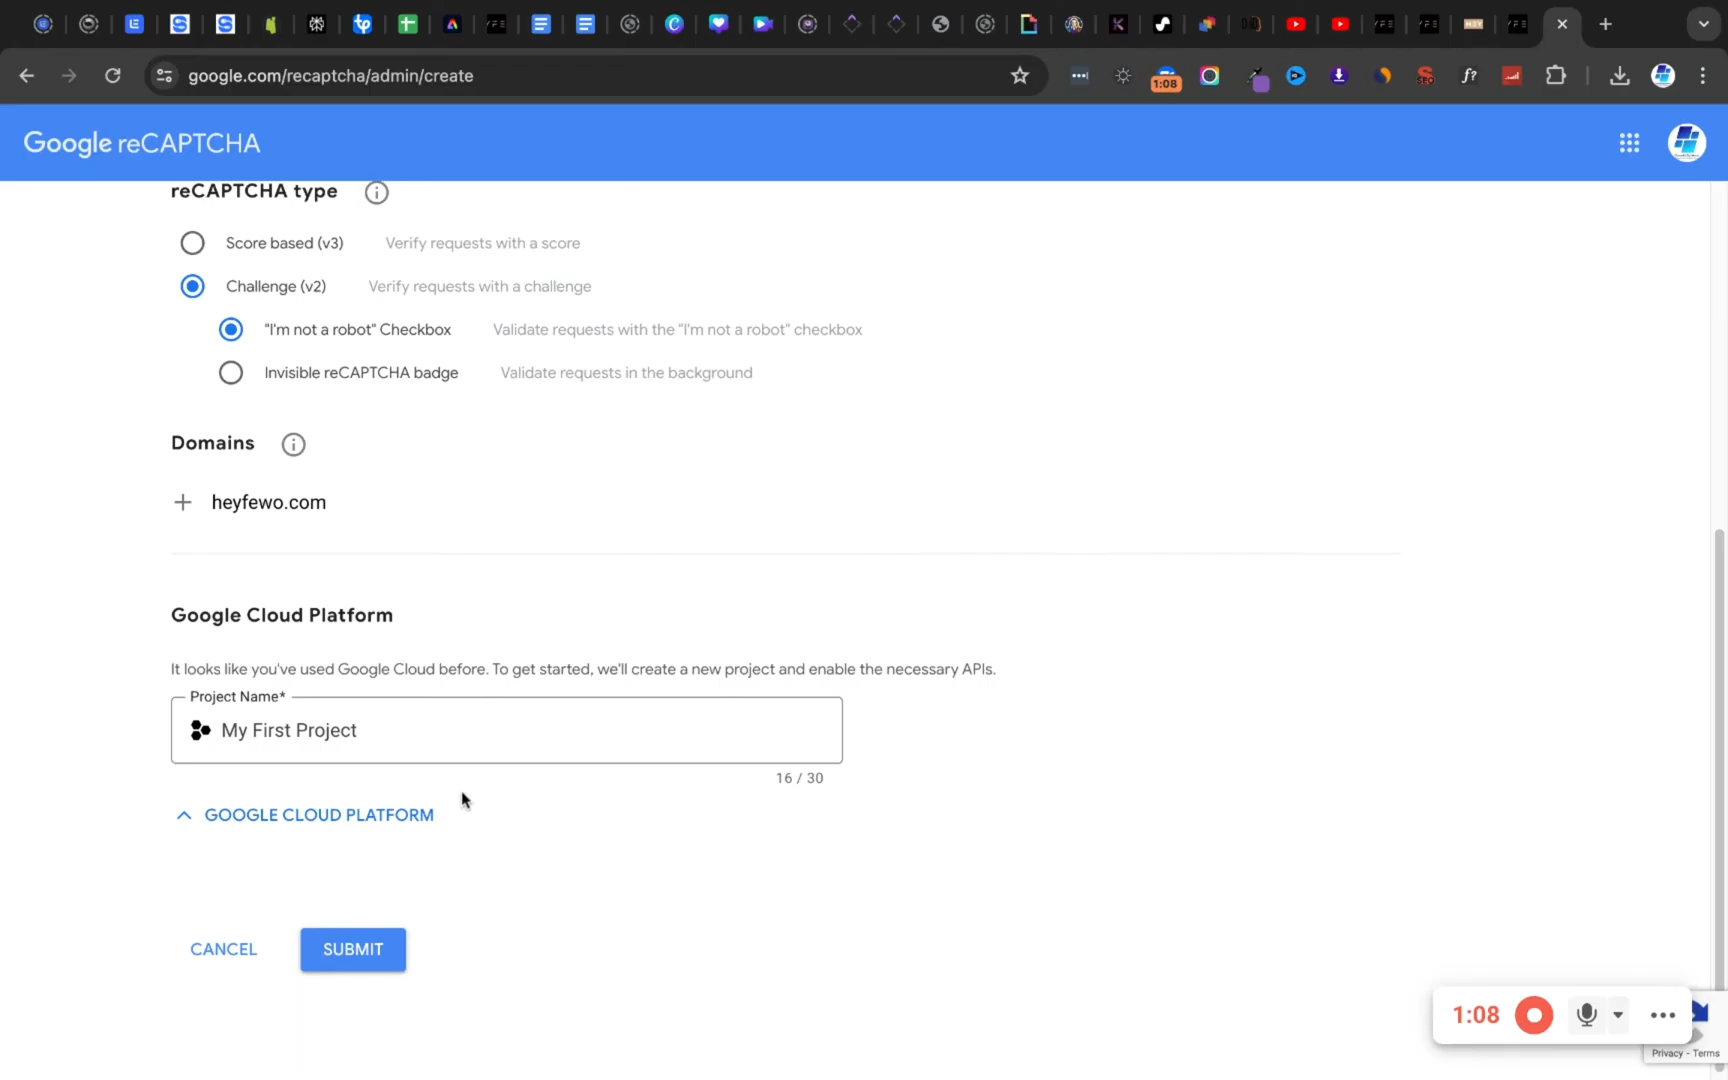 google.com/recaptcha/admin/create
1:08
f?
Google reCAPTCHA
reCAPTCHA type
Score based (v3) Verify requests with a score
Challenge (v2) Verify requests with a challenge
"I'm not a robot" Checkbox Validate requests with the "I'm not a robot" checkbox
Invisible reCAPTCHA badge Validate requests in the background
Domains
heyfewo.com
Google Cloud Platform
It looks like you've used Google Cloud before. To get started, we'll create a new project and enable the necessary APIs.
Project Name*
My First Project
16 / 30
GOOGLE CLOUD PLATFORM
CANCEL SUBMIT
1:08
Privacy - Terms